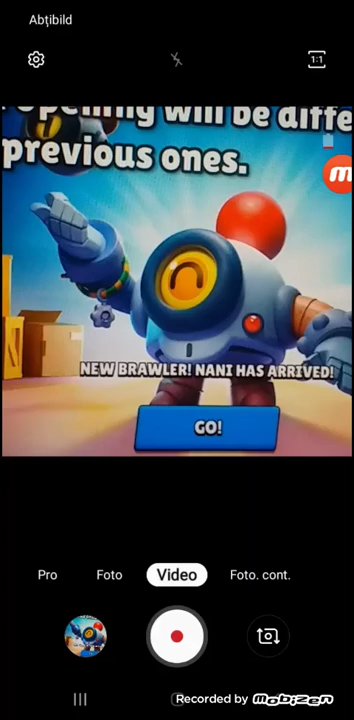 Abțibild
1:1
Opening will be diffe
previous ones.
m
NEW BRAWLER! NANI HAS ARRIVED!
GO!
Pro Foto Video Foto. cont.
Recorded by mobizen